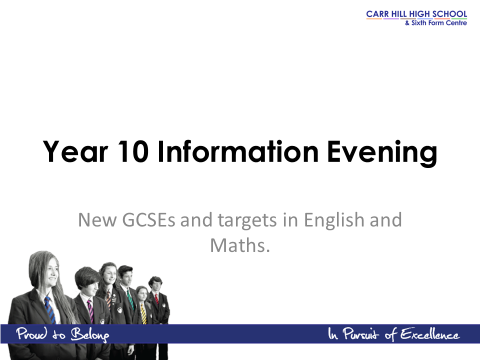 CARR HILL HIGH SCHOOL
& Sixth Form Centre
Year 10 Information Evening
New GCSEs and targets in English and
Maths.
Proud to Belong
In Pursuit of Excellence